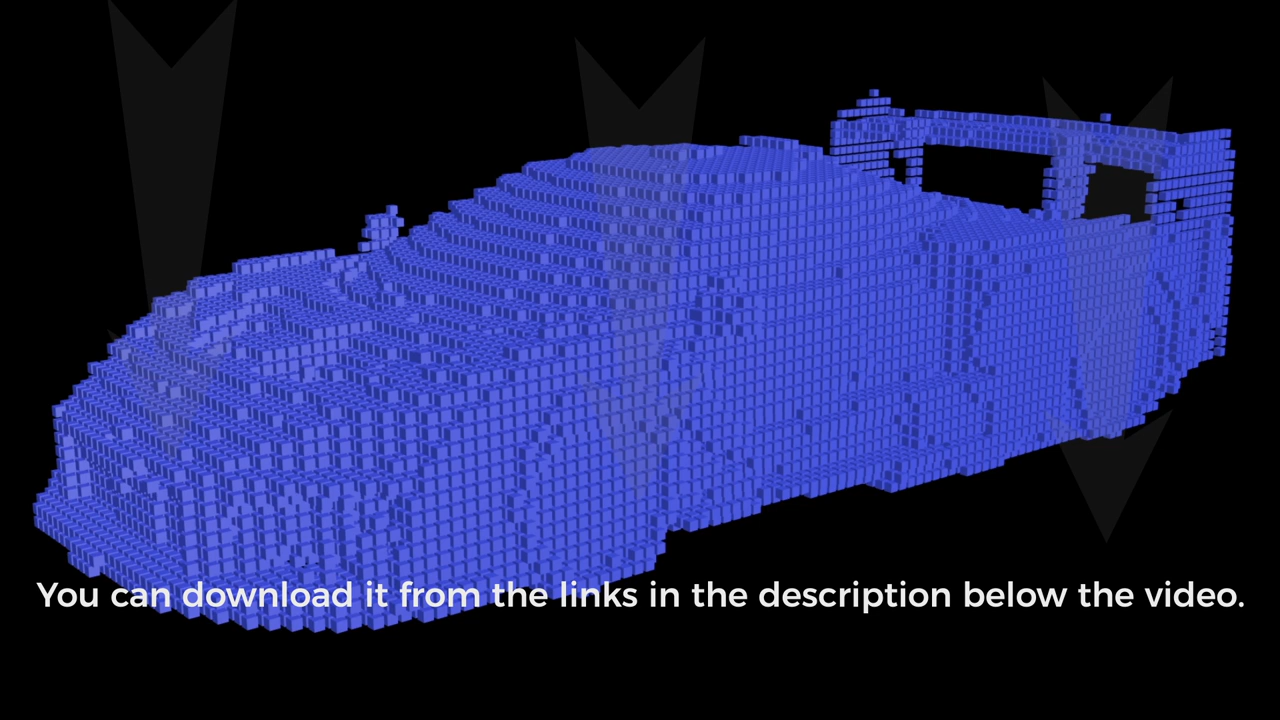 You can download it from the links in the description below the video.